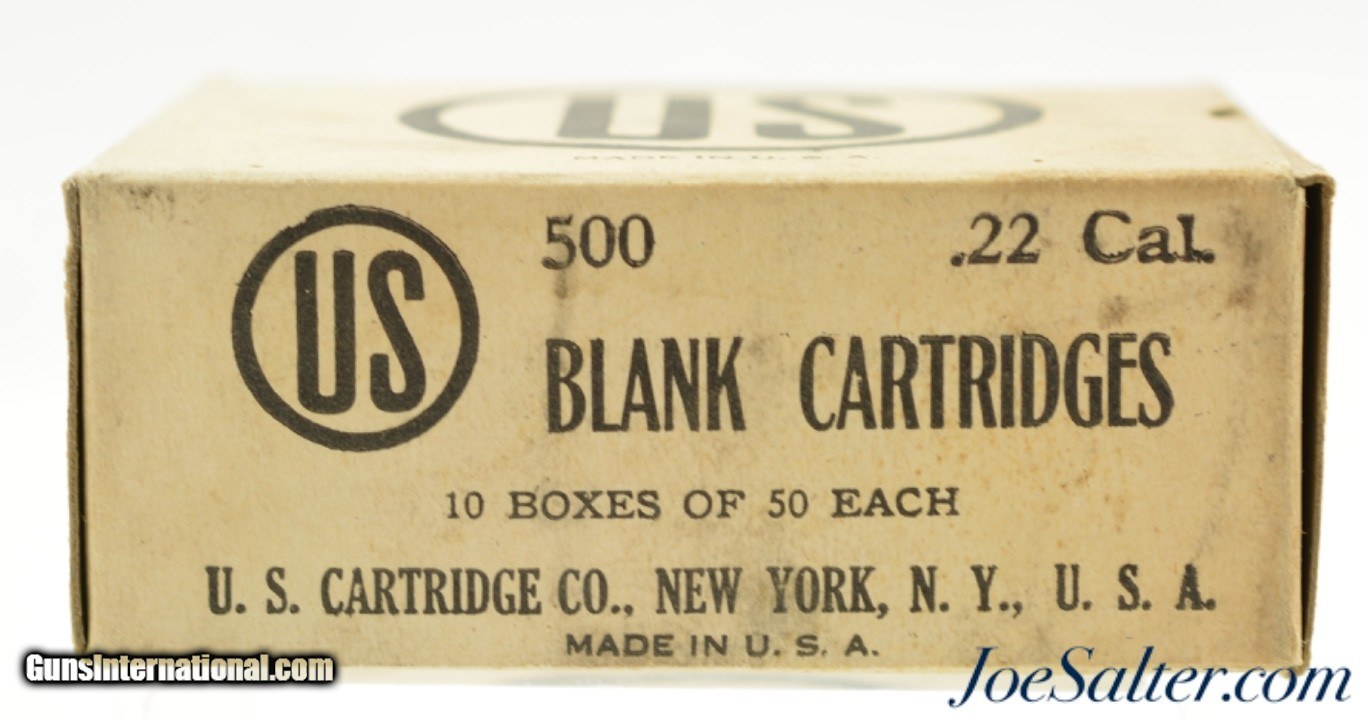 US
MADE IN U. S. A
US
500 .22 Cal.
BLANK CARTRIDGES
10 BOXES OF 50 EACH
U. S. CARTRIDGE CO., NEW YORK, N. Y., U. S. A.
MADE IN U. S. A.
GunsInternational.com
JoeSalter.com